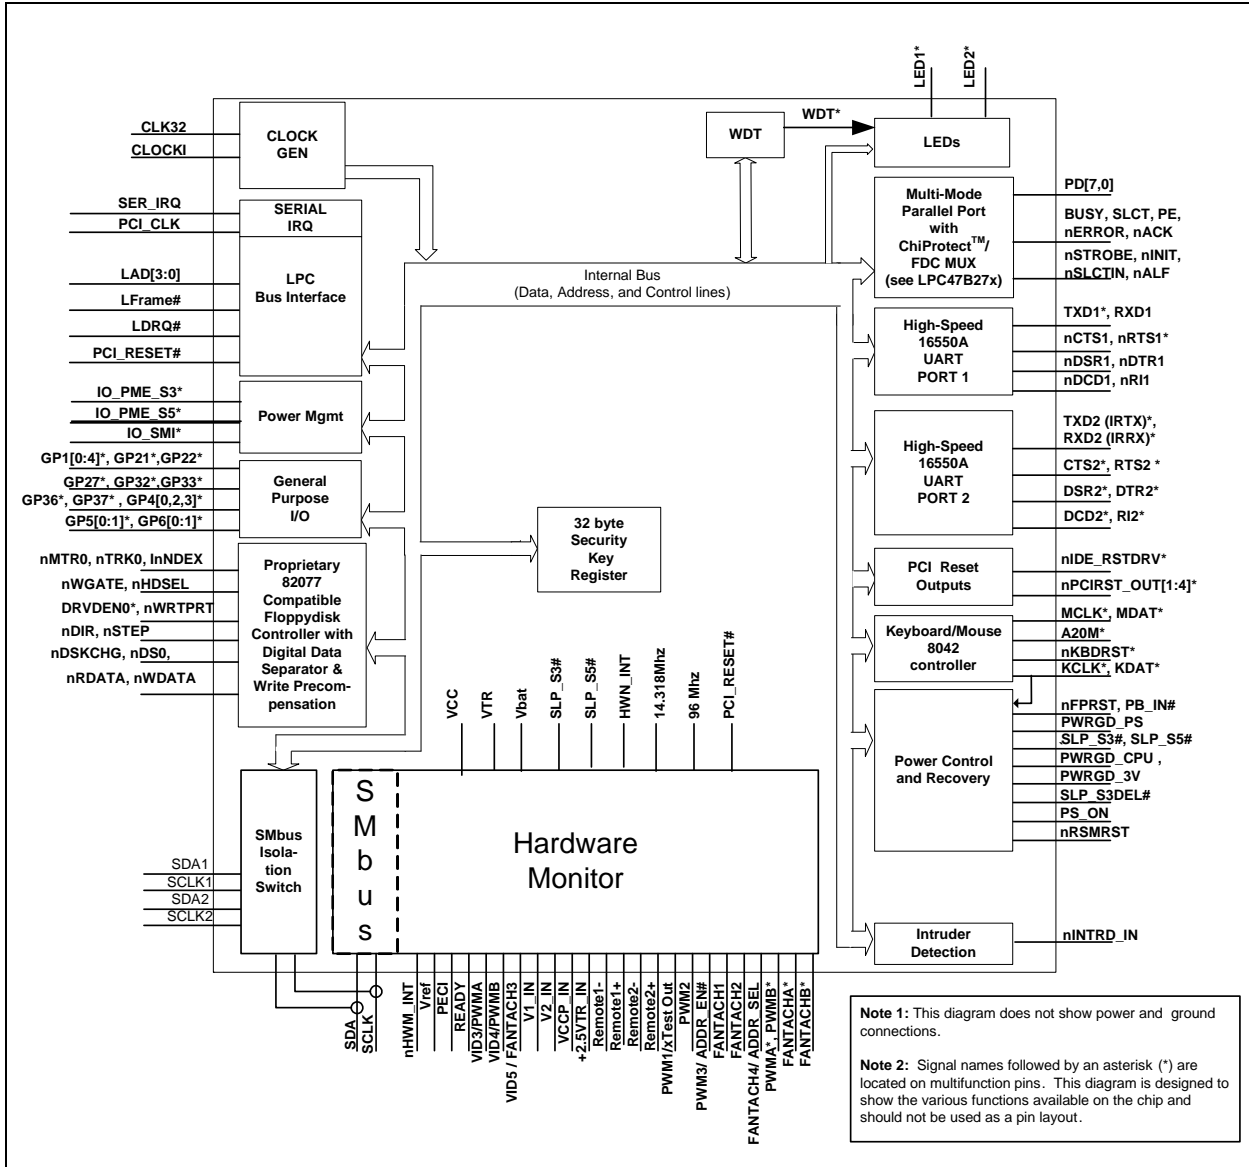 LED1*
LED2*
CLK32
CLOCKI
CLOCK
GEN
WDT
WDT*
LEDs
SER_IRQ
PCI_CLK
LAD[3:0]
LFrame#
LDRQ#
PCI_RESET#
SERIAL
IRQ
LPC
Bus Interface
IO_PME_S3*
IO_PME_S5*
IO_SMI*
Power Mgmt
GP1[0:4]*, GP21*,GP22*
GP27*, GP32*,GP33*
GP36*, GP37* , GP4[0,2,3]*
GP5[0:1]*, GP6[0:1]*
General
Purpose
I/O
nMTR0, nTRK0, InNDEX
nWGATE, nHDSEL
DRVDEN0*, nWRTPRT
nDIR, nSTEP
nDSKCHG, nDS0,
nRDATA, nWDATA
Proprietary
82077
Compatible
Floppydisk
Controller with
Digital Data
Separator &
Write Precom-
pensation
Internal Bus
(Data, Address, and Control lines)
32 byte
Security
Key
Register
Multi-Mode
Parallel Port
with
ChiProtect™/
FDC MUX
(see LPC47B27x)
PD[7,0]
BUSY, SLCT, PE,
nERROR, nACK
nSTROBE, nINIT,
nSLCTIN, nALF
High-Speed
16550A
UART
PORT 1
TXD1*, RXD1
nCTS1, nRTS1*
nDSR1, nDTR1
nDCD1, nRI1
High-Speed
16550A
UART
PORT 2
TXD2 (IRTX)*,
RXD2 (IRRX)*
CTS2*, RTS2 *
DSR2*, DTR2*
DCD2*, RI2*
PCI Reset
Outputs
nIDE_RSTDRV*
nPCIRST_OUT[1:4]*
Keyboard/Mouse
8042
controller
MCLK*, MDAT*
A20M*
nKBDRST*
KCLK*, KDAT*
Power Control
and Recovery
nFPRST, PB_IN#
PWRGD_PS
SLP_S3#, SLP_S5#
PWRGD_CPU ,
PWRGD_3V
SLP_S3DEL#
PS_ON
nRSMRST
Intruder
Detection
nINTRD_IN
VCC
VTR
Vbat
SLP_S3#
SLP_S5#
HWN_INT
14.318Mhz
96 Mhz
PCI_RESET#
SMbus
Isola-
tion
Switch
SDA1
SCLK1
SDA2
SCLK2
S
M
b
u
s
Hardware
Monitor
SDA
SCLK
nHWM_INT
Vref
PECI
READY
VID3/PWMA
VID4/PWMB
VID5 / FANTACH3
V1_IN
V2_IN
VCCP_IN
+2.5VTR_IN
Remote1-
Remote1+
Remote2-
Remote2+
PWM1/xTest Out
PWM2
PWM3/ ADDR_EN#
FANTACH1
FANTACH2
FANTACH4/ ADDR_SEL
PWMA*, PWMB*
FANTACHA*
FANTACHB*
Note 1: This diagram does not show power and ground
connections.
Note 2: Signal names followed by an asterisk (*) are
located on multifunction pins. This diagram is designed to
show the various functions available on the chip and
should not be used as a pin layout.